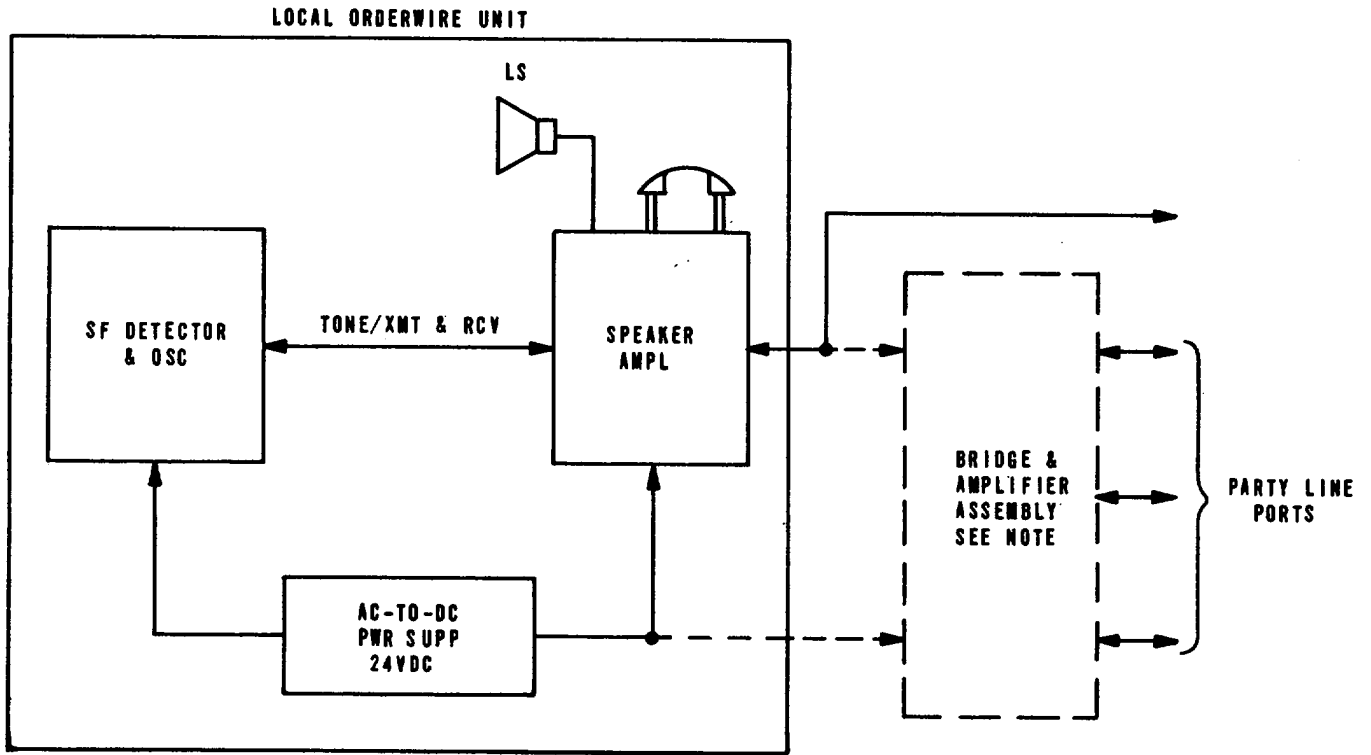 LOCAL ORDERWIRE UNIT
LS
SF DETECTOR
& OSC
TONE/XMT & RCV
SPEAKER
AMPL
BRIDGE &
AMPLIFIER
ASSEMBLY
SEE NOTE
PARTY LINE
PORTS
AC-TO-DC
PWR SUPP
24VDC